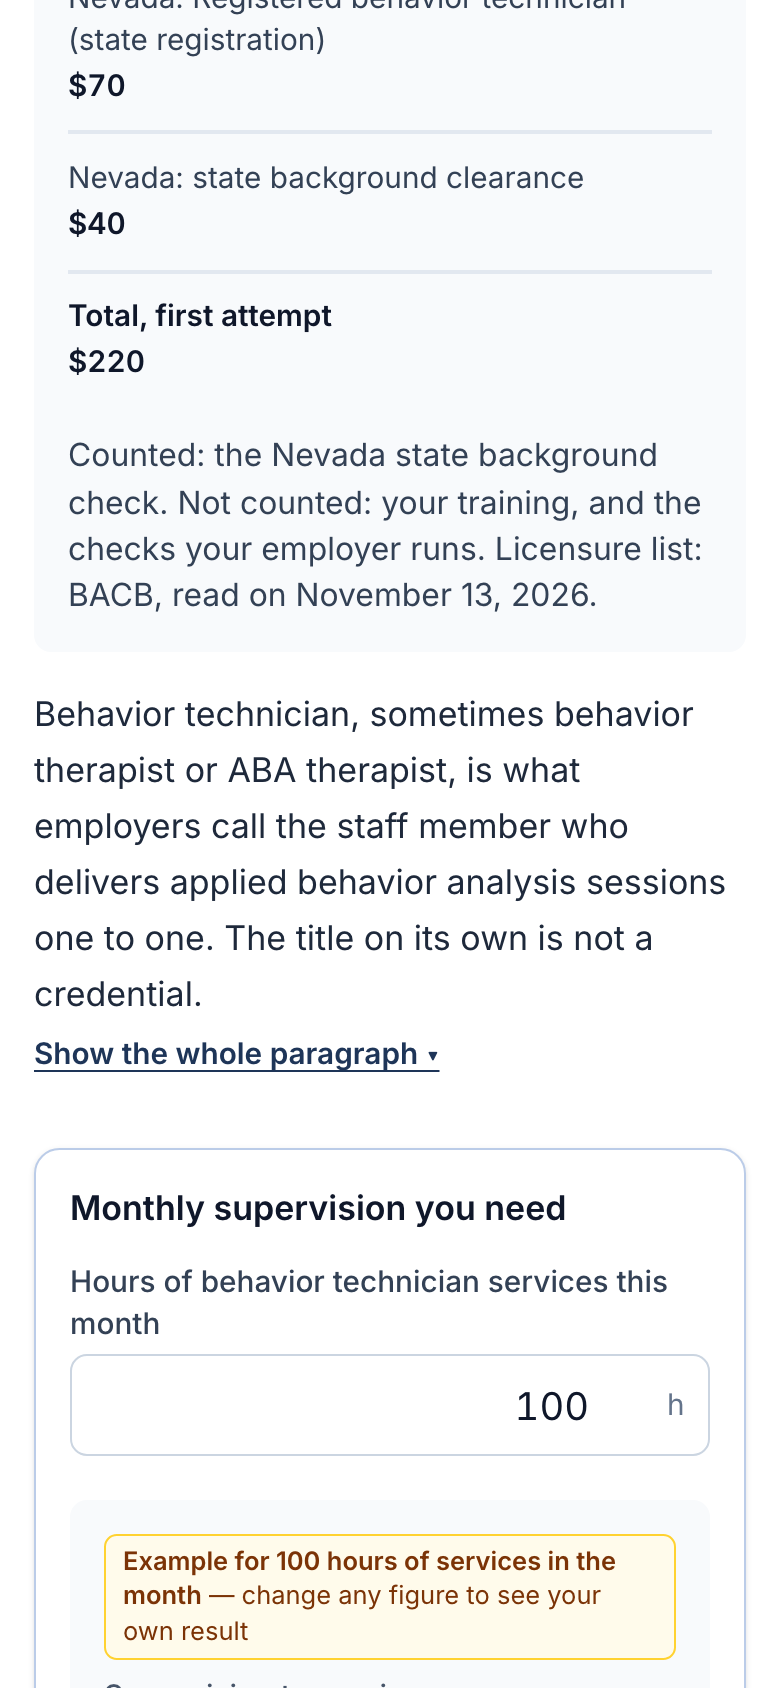 Nevada: Registered behavior technician
(state registration)
$70
Nevada: state background clearance
$40
Total, first attempt
$220
Counted: the Nevada state background
check. Not counted: your training, and the
checks your employer runs. Licensure list:
BACB, read on November 13, 2026.
Behavior technician, sometimes behavior
therapist or ABA therapist, is what
employers call the staff member who
delivers applied behavior analysis sessions
one to one. The title on its own is not a
credential.
Show the whole paragraph ▼
Monthly supervision you need
Hours of behavior technician services this
month
100 h
Example for 100 hours of services in the
month — change any figure to see your
own result